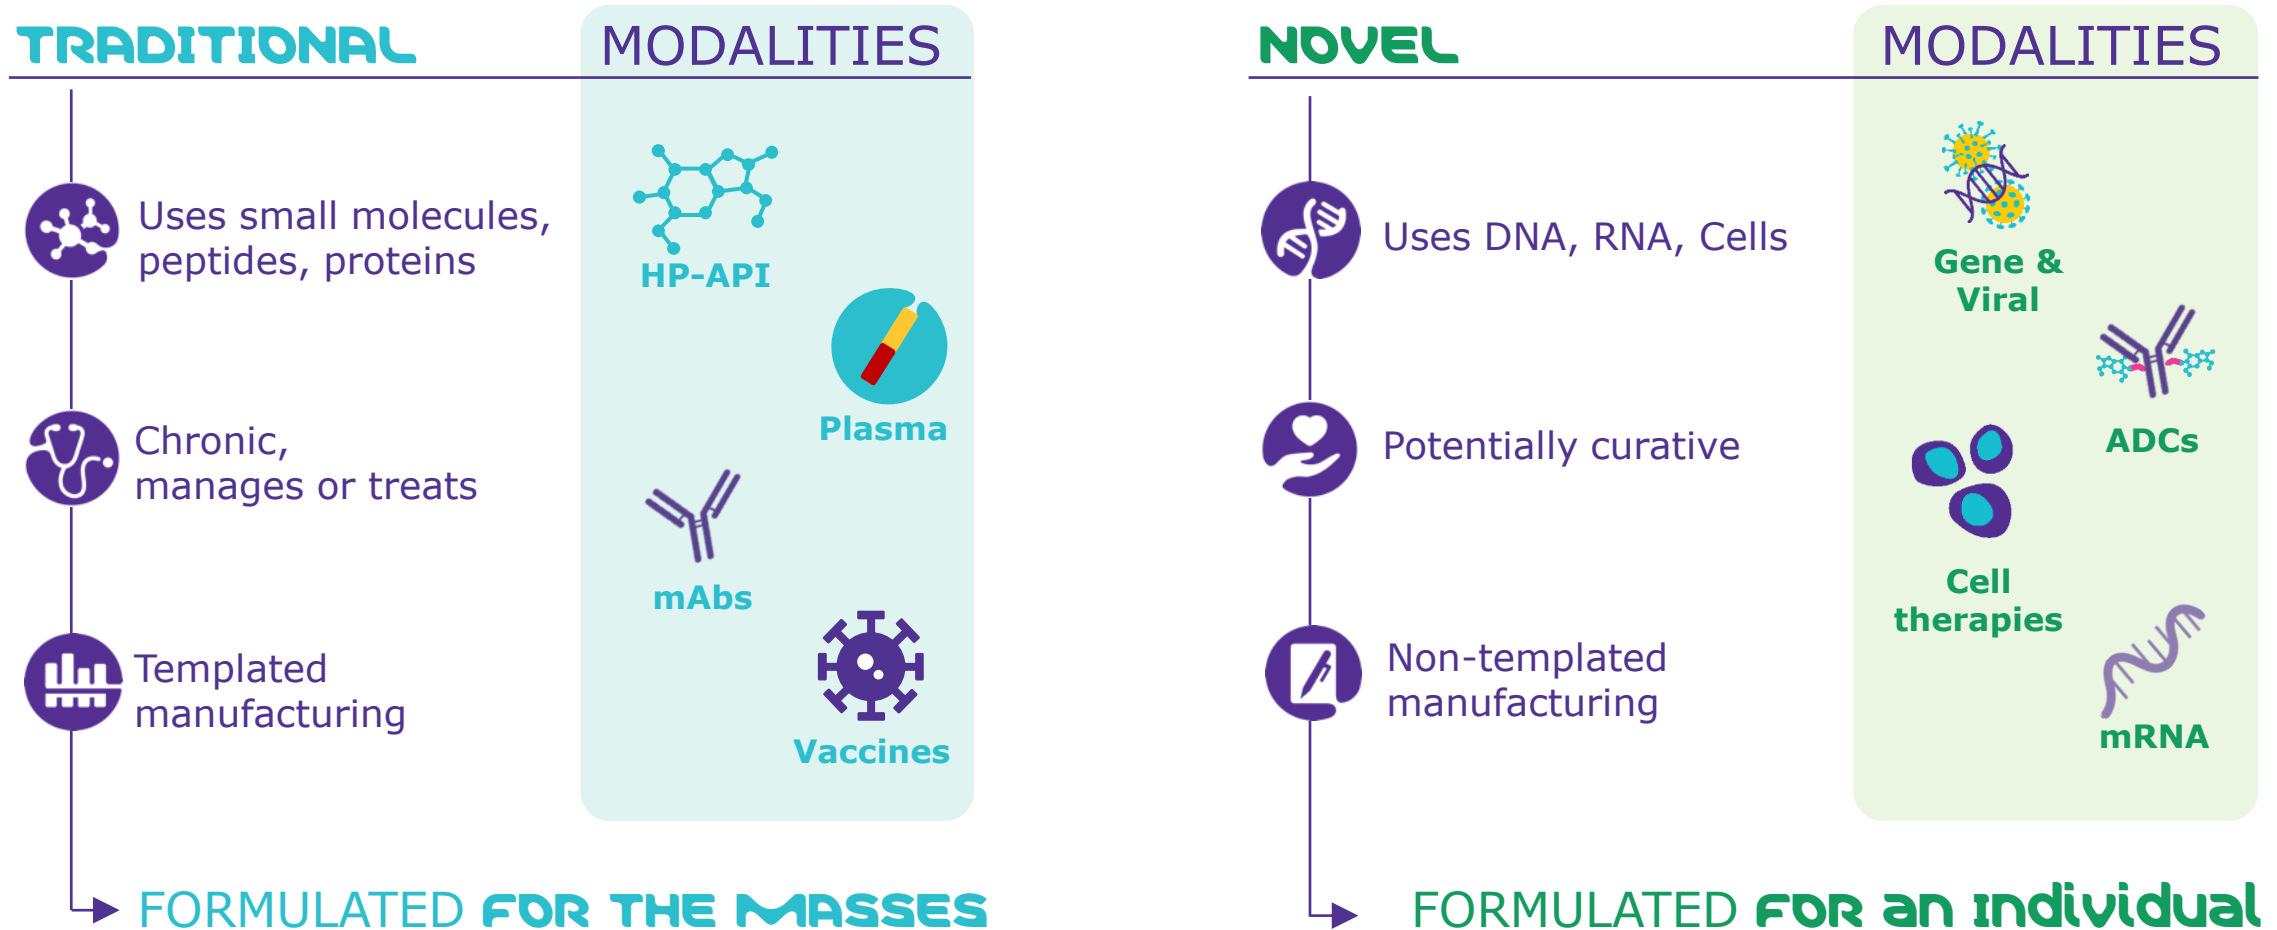 TRADITIONAL
MODALITIES
Uses small molecules,
peptides, proteins
HP-API
Plasma
Chronic,
manages or treats
mAbs
Templated
manufacturing
Vaccines
FORMULATED FOR THE MASSES
NOVEL
MODALITIES
Uses DNA, RNA, Cells
Gene &
Viral
ADCs
Potentially curative
Cell
therapies
Non-templated
manufacturing
mRNA
FORMULATED FOR an Individual